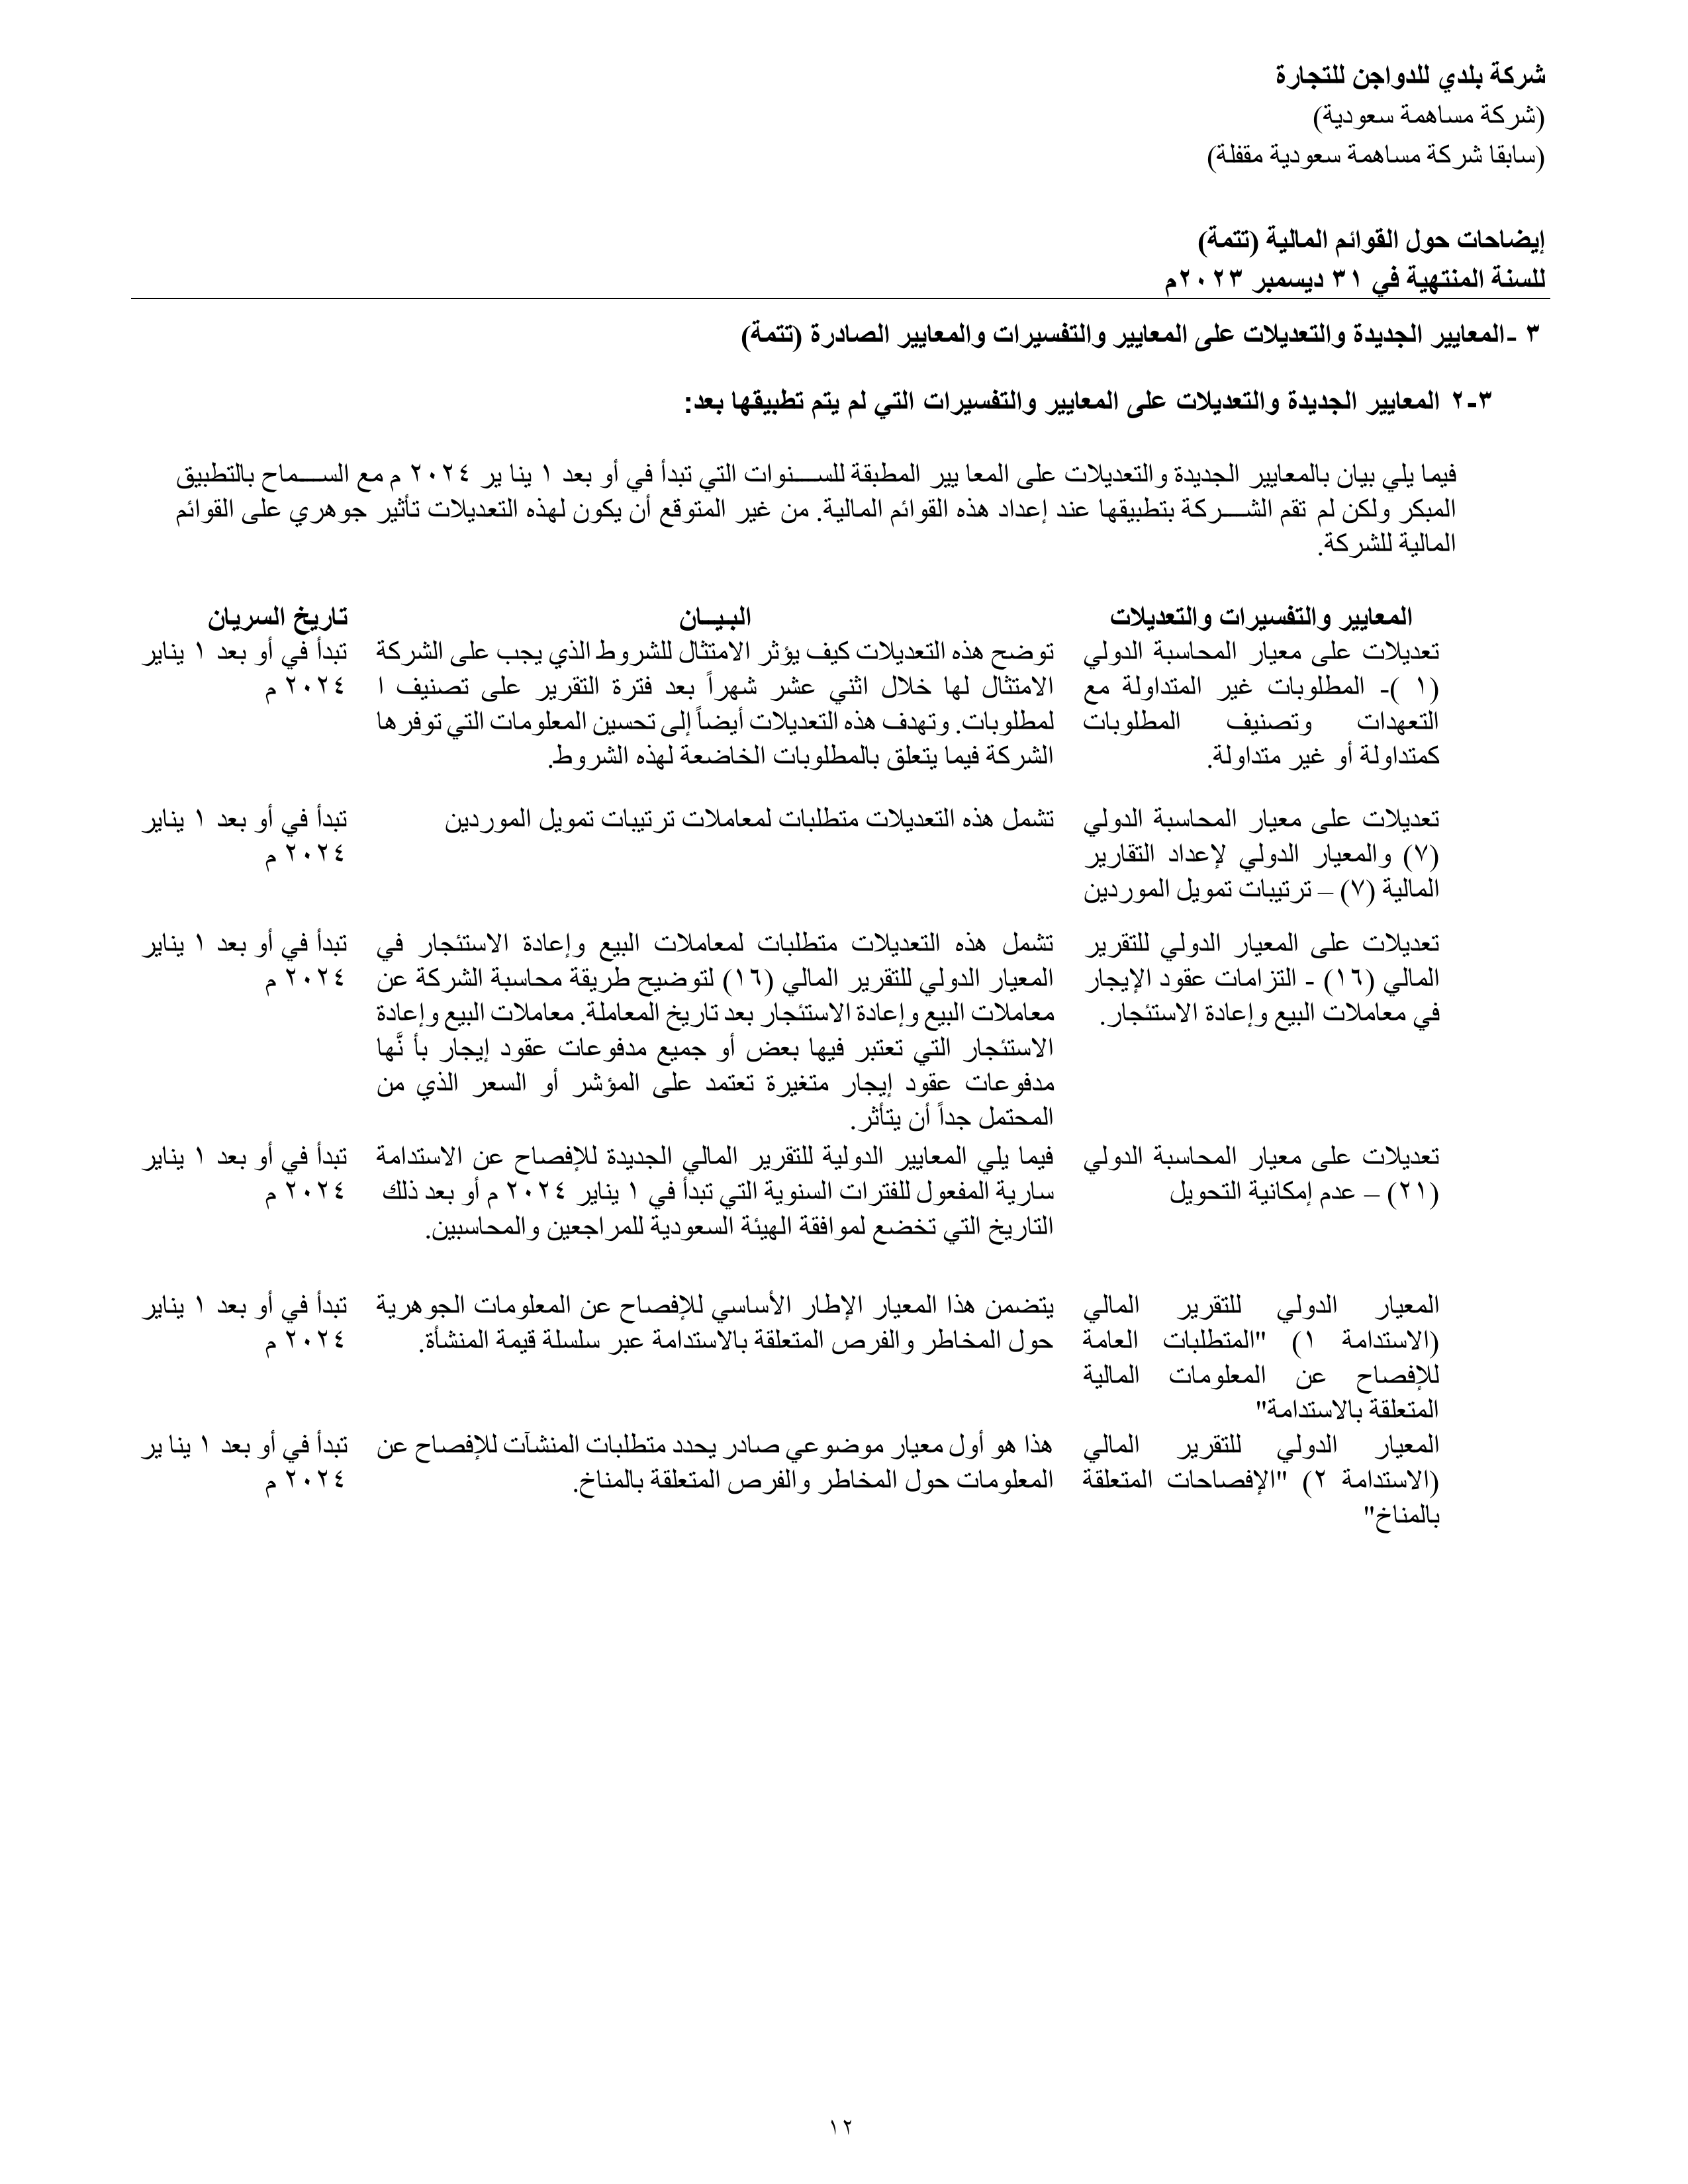 شركة بلدي للدواجن للتجارة
(شركة مساهمة سعودية)
(سابقا شركة مساهمة سعودية مقفلة)
إيضاحات حول القوائم المالية (تتمة)
للسنة المنتهية في ٣١ ديسمبر ٢٠٢٣م
٣ -المعايير الجديدة والتعديلات على المعايير والتفسيرات والمعايير الصادرة (تتمة)
٣-٢ المعايير الجديدة والتعديلات على المعايير والتفسيرات التي لم يتم تطبيقها بعد:
فيما يلي بيان بالمعايير الجديدة والتعديلات على المعا يير المطبقة للســـنوات التي تبدأ في أو بعد ١ ينا ير ٢٠٢٤ م مع الســـماح بالتطبيق
المبكر ولكن لم تقم الشـــركة بتطبيقها عند إعداد هذه القوائم المالية. من غير المتوقع أن يكون لهذه التعديلات تأثير جوهري على القوائم
المالية للشركة.
المعايير والتفسيرات والتعديلات
البـيـــان
تاريخ السريان
تعديلات على معيار المحاسبة الدولي
(١ )- المطلوبات غير المتداولة مع
التعهدات وتصنيف المطلوبات
كمتداولة أو غير متداولة.
توضح هذه التعديلات كيف يؤثر الامتثال للشروط الذي يجب على الشركة
الامتثال لها خلال اثني عشر شهراً بعد فترة التقرير على تصنيف ا
لمطلوبات. وتهدف هذه التعديلات أيضاً إلى تحسين المعلومات التي توفرها
الشركة فيما يتعلق بالمطلوبات الخاضعة لهذه الشروط.
تبدأ في أو بعد ١ يناير
٢٠٢٤ م
تعديلات على معيار المحاسبة الدولي
(٧) والمعيار الدولي لإعداد التقارير
المالية (٧) – ترتيبات تمويل الموردين
تشمل هذه التعديلات متطلبات لمعاملات ترتيبات تمويل الموردين
تبدأ في أو بعد ١ يناير
٢٠٢٤ م
تعديلات على المعيار الدولي للتقرير
المالي (١٦) - التزامات عقود الإيجار
في معاملات البيع وإعادة الاستئجار.
تشمل هذه التعديلات متطلبات لمعاملات البيع وإعادة الاستئجار في
المعيار الدولي للتقرير المالي (١٦) لتوضيح طريقة محاسبة الشركة عن
معاملات البيع وإعادة الاستئجار بعد تاريخ المعاملة. معاملات البيع وإعادة
الاستئجار التي تعتبر فيها بعض أو جميع مدفوعات عقود إيجار بأ نَّها
مدفوعات عقود إيجار متغيرة تعتمد على المؤشر أو السعر الذي من
المحتمل جداً أن يتأثر.
تبدأ في أو بعد ١ يناير
٢٠٢٤ م
تعديلات على معيار المحاسبة الدولي
(٢١) – عدم إمكانية التحويل
فيما يلي المعايير الدولية للتقرير المالي الجديدة للإفصاح عن الاستدامة
سارية المفعول للفترات السنوية التي تبدأ في ١ يناير ٢٠٢٤ م أو بعد ذلك
التاريخ التي تخضع لموافقة الهيئة السعودية للمراجعين والمحاسبين.
تبدأ في أو بعد ١ يناير
٢٠٢٤ م
المعيار الدولي للتقرير المالي
(الاستدامة ١) "المتطلبات العامة
للإفصاح عن المعلومات المالية
المتعلقة بالاستدامة"
يتضمن هذا المعيار الإطار الأساسي للإفصاح عن المعلومات الجوهرية
حول المخاطر والفرص المتعلقة بالاستدامة عبر سلسلة قيمة المنشأة.
تبدأ في أو بعد ١ يناير
٢٠٢٤ م
المعيار الدولي للتقرير المالي
(الاستدامة ٢) "الإفصاحات المتعلقة
بالمناخ"
هذا هو أول معيار موضوعي صادر يحدد متطلبات المنشآت للإفصاح عن
المعلومات حول المخاطر والفرص المتعلقة بالمناخ.
تبدأ في أو بعد ١ ينا ير
٢٠٢٤ م
١٢